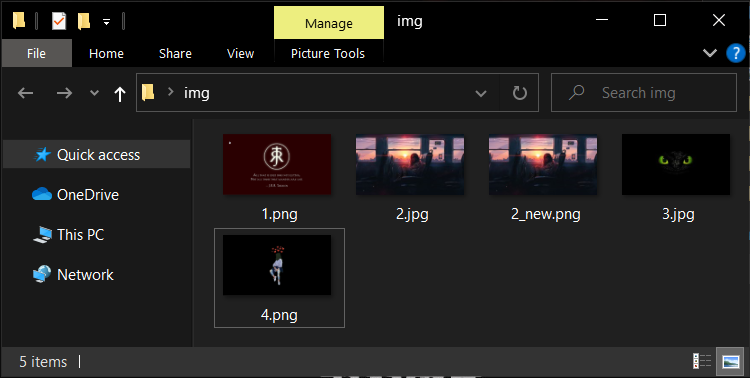 Manage
img
File
Home
Share
View
Picture Tools
img
Search img
Quick access
OneDrive
This PC
Network
1.png
2.jpg
2_new.png
3.jpg
4.png
5 items